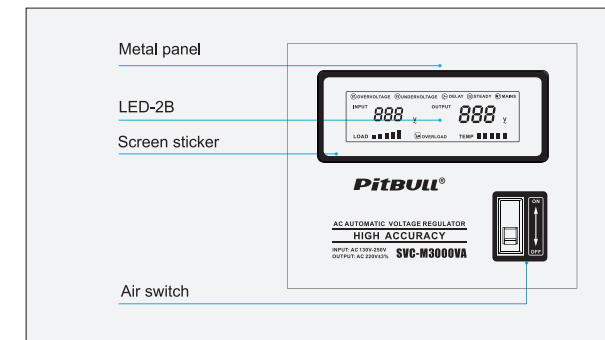 Metal panel
OVERVOLTAGE UNDERVOLTAGE DELAY STEADY MAINS
LED-2B
INPUT 888 V OUTPUT 888 V
Screen sticker
LOAD OVERLOAD TEMP
PiTBULL®
AC AUTOMATIC VOLTAGE REGULATOR
HIGH ACCURACY
INPUT: AC 130V-250V
OUTPUT: AC 220V±3%
SVC-M3000VA
ON
OFF
Air switch